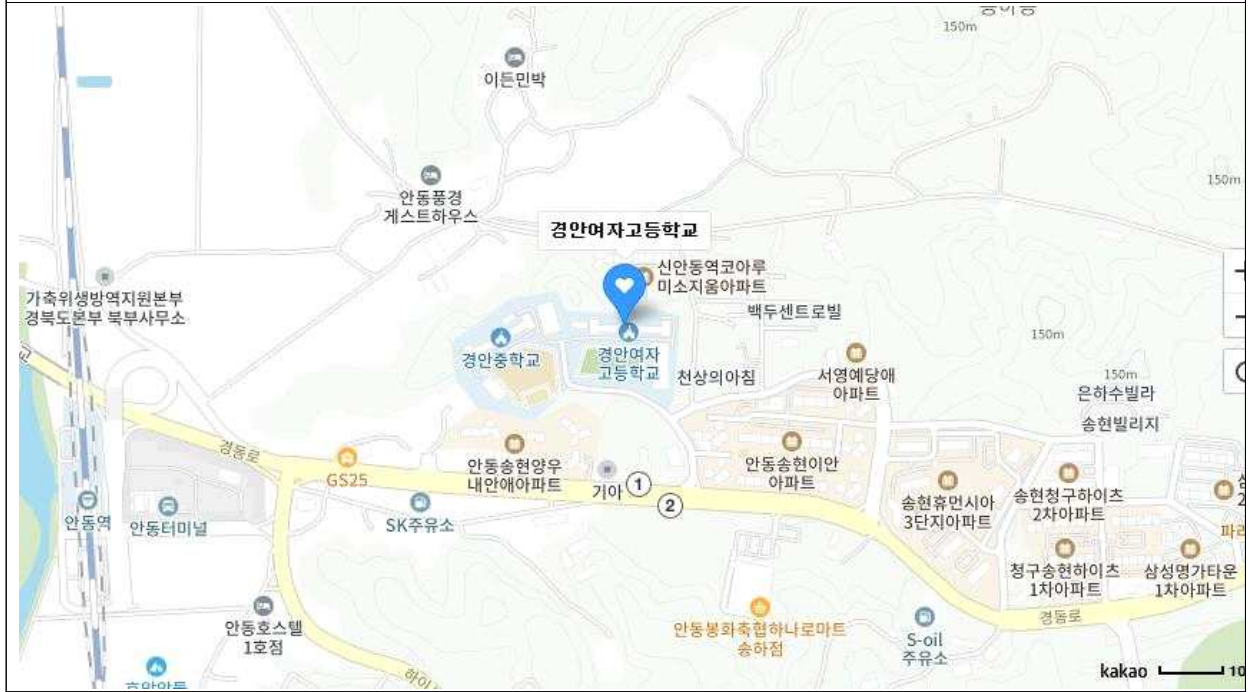 150m
이든민박
150m
안동풍경
게스트하우스
경안여자고등학교
신안동역코아루
미소지움아파트
가축위생방역지원본부
경북도본부 북부사무소
백두센트로빌
150m
경안중학교
경안여자
고등학교
천상의아침
서영예당애
아파트
150m
은하수빌라
송현빌리지
경동로
GS25
안동송현양우
내안애아파트
기아
1
2
안동송현이안
아파트
송현휴먼시아
3단지아파트
송현청구하이츠
2차아파트
안동역
안동터미널
SK주유소
청구송현하이츠
1차아파트
삼성명가타운
1차아파트
안동호스텔
1호점
안동봉화축협하나로마트
송하점
S-oil
주유소
경동로
kakao